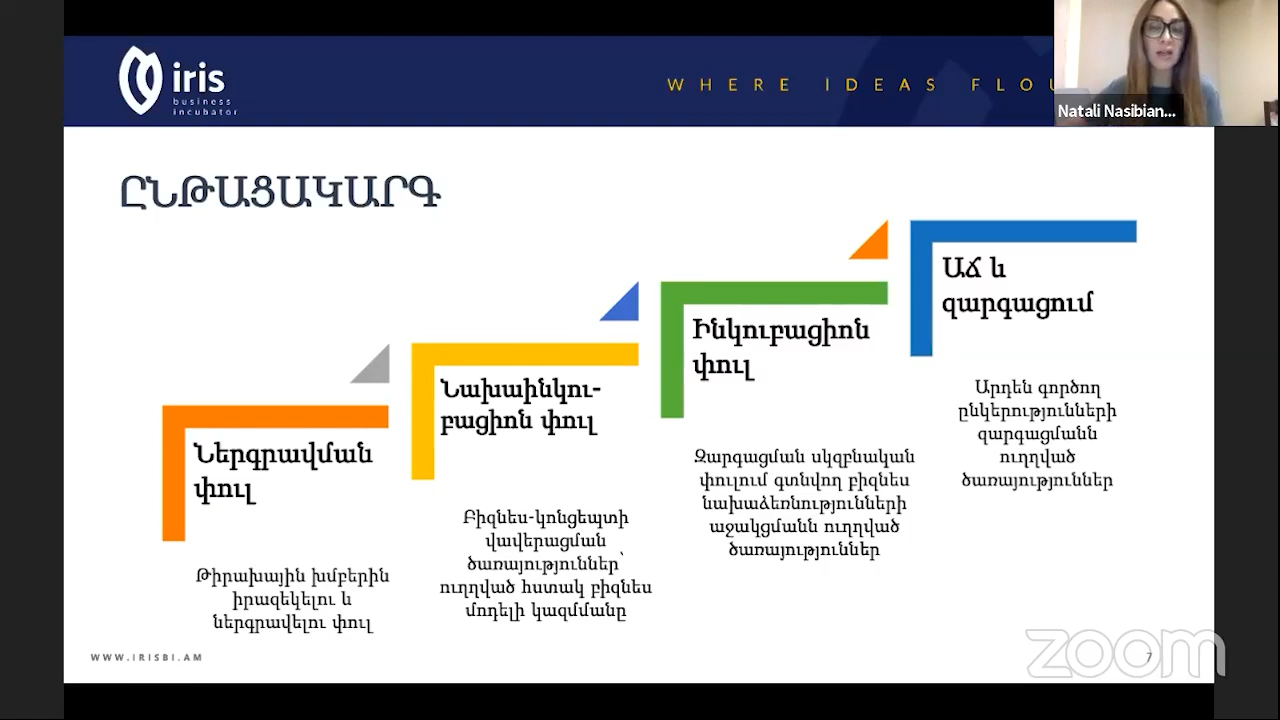 iris
business
incubator
WHERE IDEAS FLOU
Natali Nasibian...
ԸՆԹԱՑԱԿԱՐԳ
Ներգրավման
փուլ
Թիրախային խմբերին
իրազեկելու և
ներգրավելու փուլ
Նախաինկու-
բացիոն փուլ
Բիզնես-կոնցեպտի
վավերացման
ծառայություններ՝
ուղղված հստակ բիզնես
մոդելի կազմմանը
Ինկուբացիոն
փուլ
Զարգացման սկզբնական
փուլում գտնվող բիզնես
նախաձեռնությունների
աջակցմանն ուղղված
ծառայություններ
Աճ և
զարգացում
Արդեն գործող
ընկերությունների
զարգացմանն
ուղղված
ծառայություններ
WWW.IRISBI.AM
7
zoom